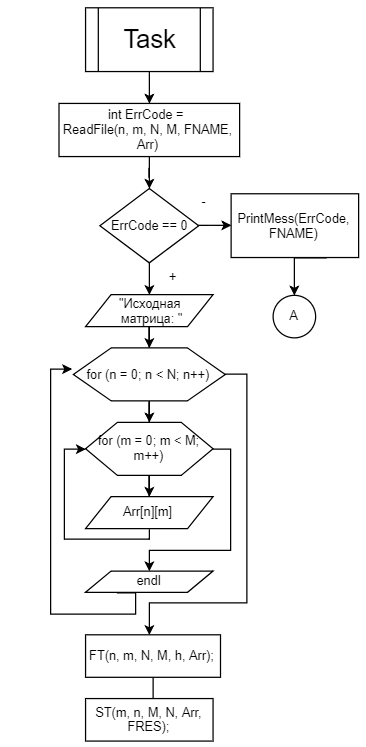 Task
int ErrCode =
ReadFile(n, m, N, M, FNAME,
Arr)
ErrCode == 0
-
PrintMess(ErrCode,
FNAME)
+
A
"Исходная
матрица: "
for (n = 0; n < N; n++)
for (m = 0; m < M;
m++)
Arr[n][m]
endl
FT(n, m, N, M, h, Arr);
ST(m, n, M, N, Arr,
FRES);